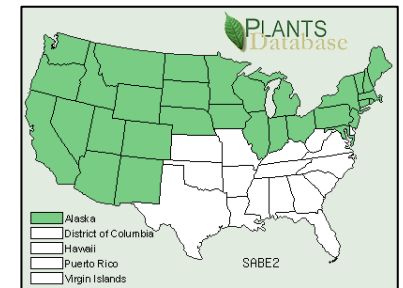 PLANTS
Database
Alaska
District of Columbia
Hawaii
Puerto Rico
Virgin Islands
SABE2